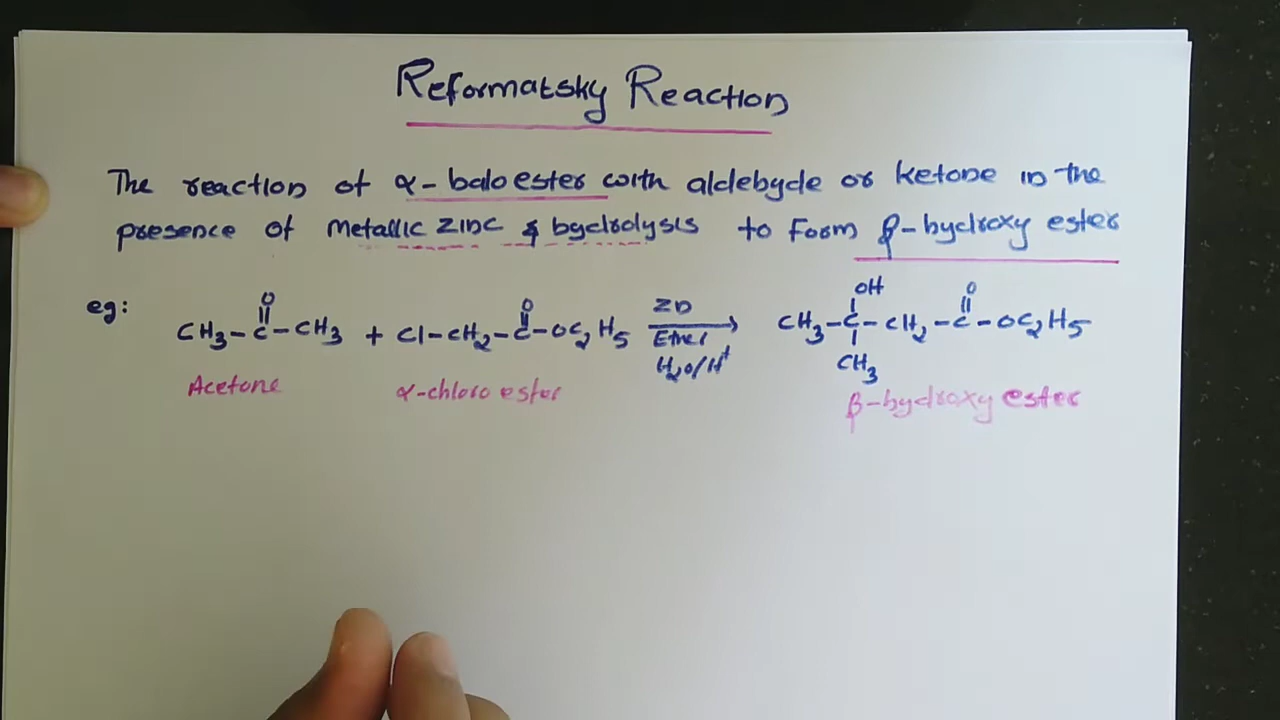 Reformatsky Reaction
The reaction of α-haloester with aldehyde or ketone in the
presence of metallic zinc & hydrolysis to form β-hydroxy ester
eg: CH3-C(=O)-CH3 + Cl-CH2-C(=O)-OC2H5 Zn Ether H2O/H+ → CH3-C(OH)(CH3)-CH2-C(=O)-OC2H5
Acetone α-chloro ester β-hydroxy ester